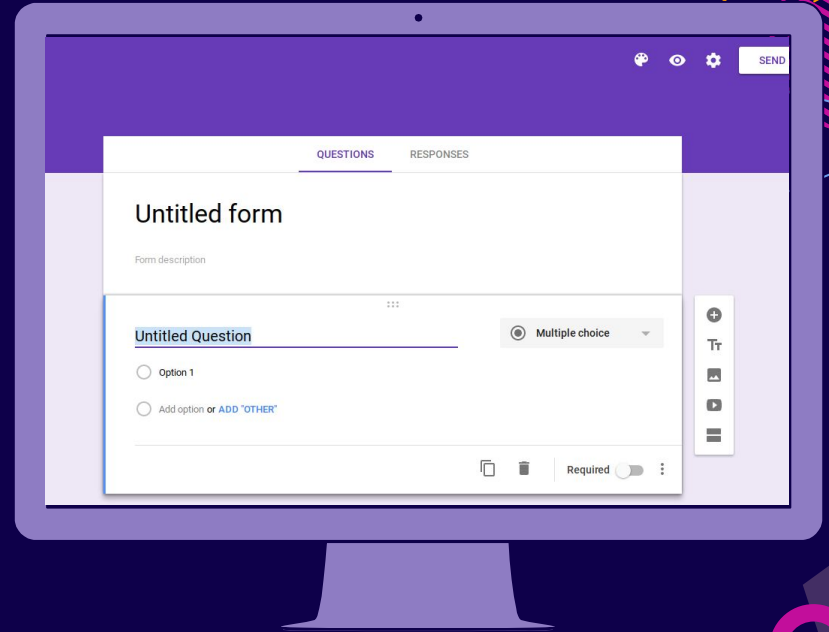 SEND
QUESTIONS RESPONSES
Untitled form
Form description
Untitled Question
Multiple choice
Option 1
Add option or ADD "OTHER"
Required